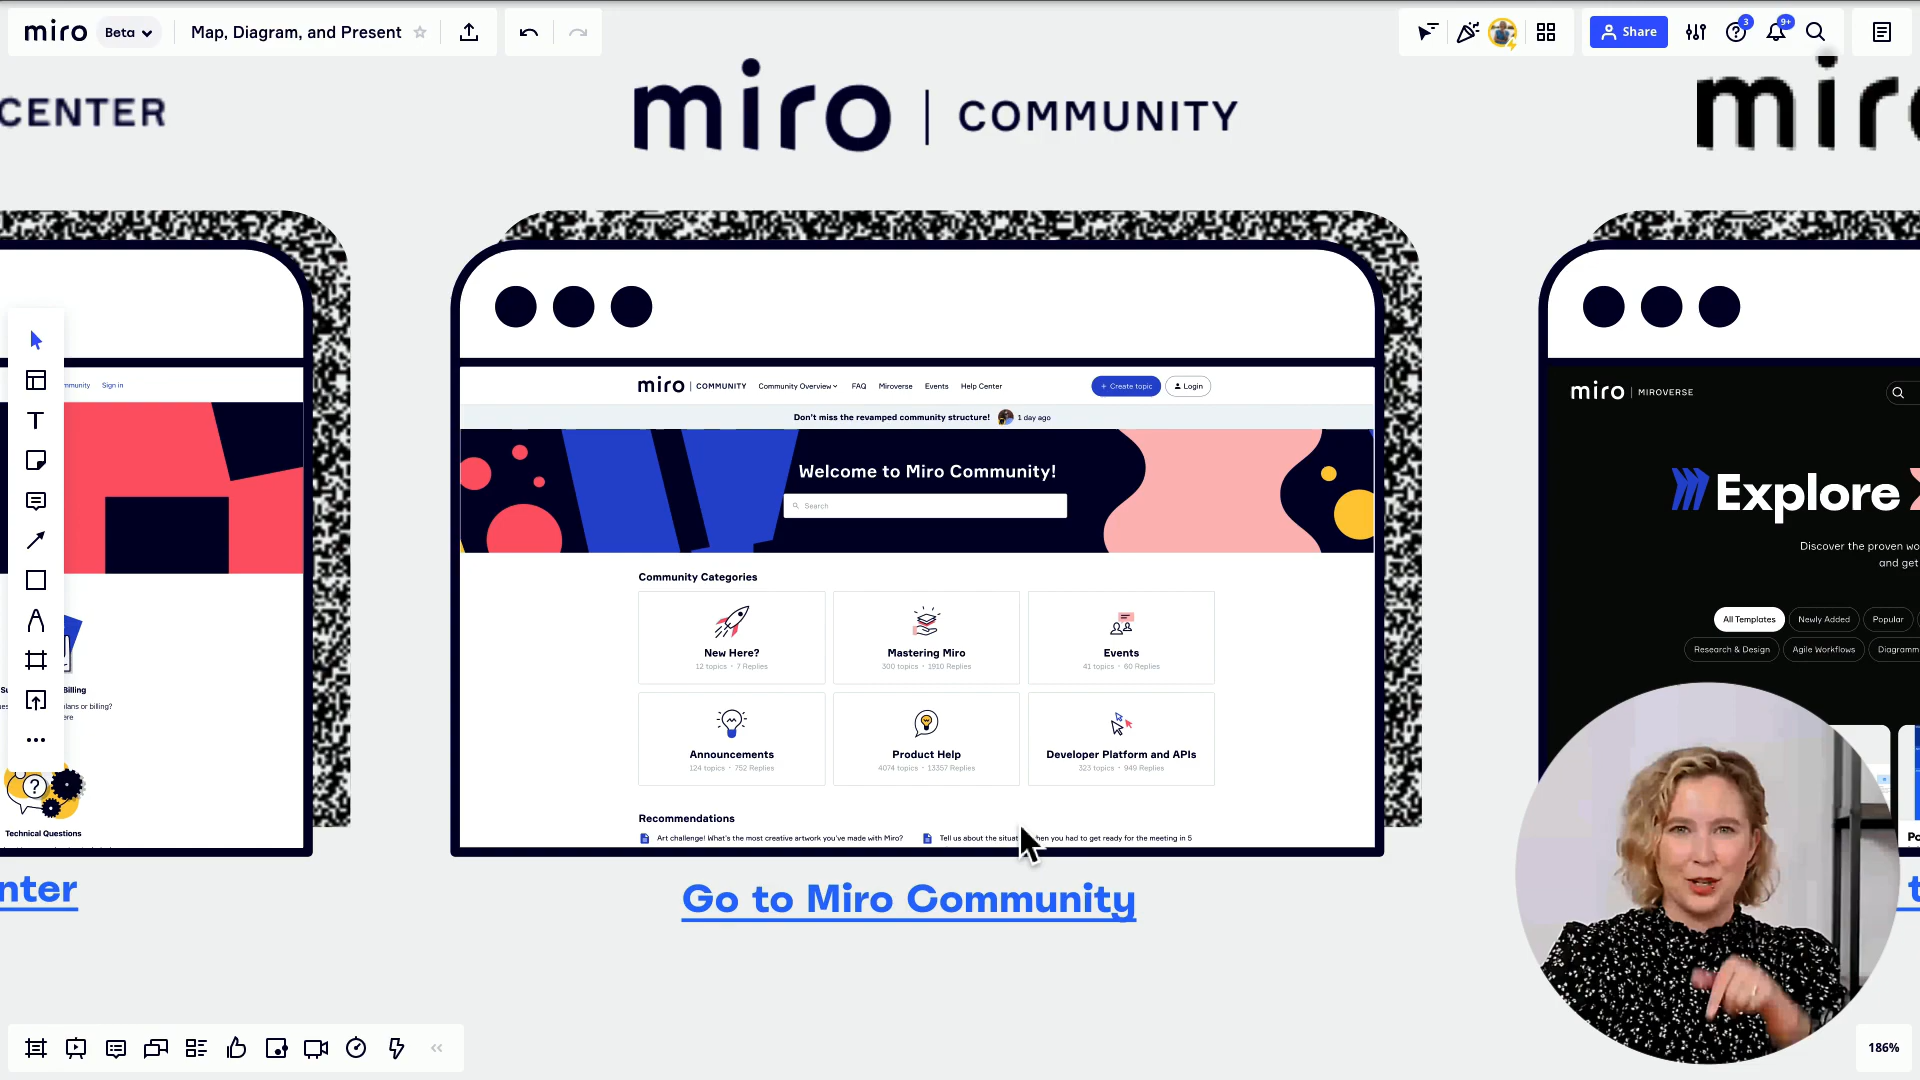 miro
Beta
Map, Diagram, and Present
Share
3
9+
CENTER
miro | COMMUNITY
mmunity
Sign in
Billing
lans or billing?
ere
?
Technical Questions
nter
miro | COMMUNITY
Community Overview
FAQ
Miroverse
Events
Help Center
+ Create topic
Login
Don't miss the revamped community structure!
1 day ago
Welcome to Miro Community!
Search
Community Categories
New Here?
12 topics · 7 Replies
Mastering Miro
300 topics · 1910 Replies
Events
41 topics · 60 Replies
Announcements
124 topics · 752 Replies
Product Help
4074 topics · 13357 Replies
Developer Platform and APIs
323 topics · 949 Replies
Recommendations
Art challenge! What's the most creative artwork you've made with Miro?
Tell us about the situat hen you had to get ready for the meeting in 5
Go to Miro Community
miro | MIROVERSE
Explore
Discover the proven wo
and get
All Templates
Newly Added
Popular
Research & Design
Agile Workflows
Diagramm
Po
t
186%